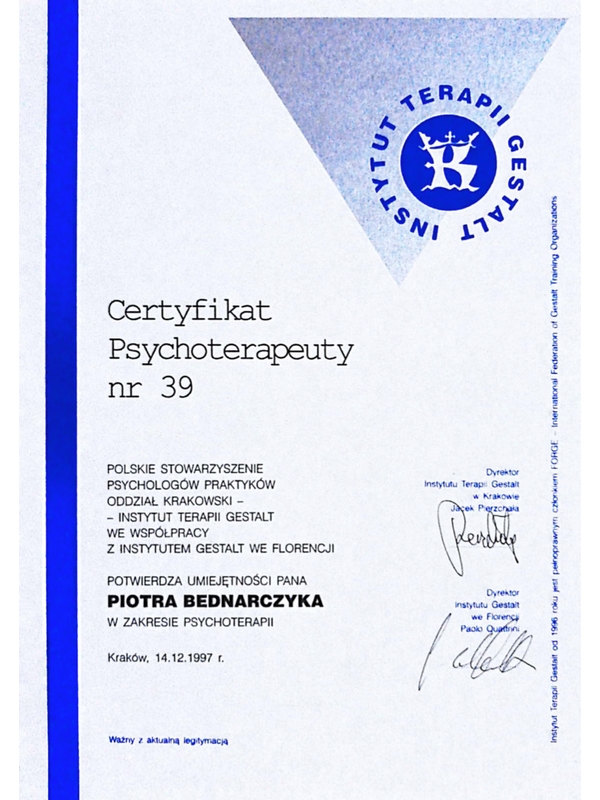 INSTYTUT TERAPII GESTALT
Certyfikat
Psychoterapeuty
nr 39
POLSKIE STOWARZYSZENIE
PSYCHOLOGÓW PRAKTYKÓW
ODDZIAŁ KRAKOWSKI –
– INSTYTUT TERAPII GESTALT
WE WSPÓŁPRACY
Z INSTYTUTEM GESTALT WE FLORENCJI
POTWIERDZA UMIEJĘTNOŚCI PANA
PIOTRA BEDNARCZYKA
W ZAKRESIE PSYCHOTERAPII
Kraków, 14.12.1997 r.
Ważny z aktualną legitymacją
Dyrektor
Instytutu Terapii Gestalt
w Krakowie
Jacek Pierzchała
Dyrektor
Instytutu Gestalt
we Florencji
Paolo Quattrini
Instytut Terapii Gestalt od 1996 roku jest pełnoprawnym członkiem FORGE – International Federation of Gestalt Training Organizations